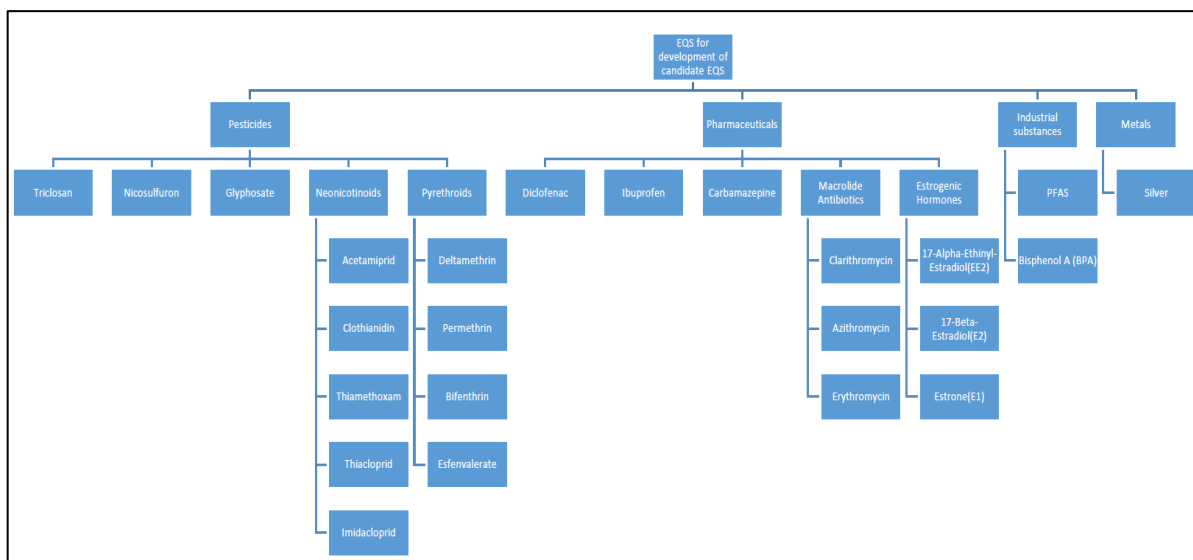 EQS for
development of
candidate EQS
Pesticides
Pharmaceuticals
Industrial
substances
Metals
Triclosan
Nicosulfuron
Glyphosate
Neonicotinoids
Pyrethroids
Diclofenac
Ibuprofen
Carbamazepine
Macrolide
Antibiotics
Estrogenic
Hormones
PFAS
Silver
Acetamiprid
Deltamethrin
Clarithromycin
17-Alpha-Ethinyl-
Estradiol(EE2)
Bisphenol A (BPA)
Clothianidin
Permethrin
Azithromycin
17-Beta-
Estradiol(E2)
Thiamethoxam
Bifenthrin
Erythromycin
Estrone(E1)
Thiacloprid
Esfenvalerate
Imidacloprid